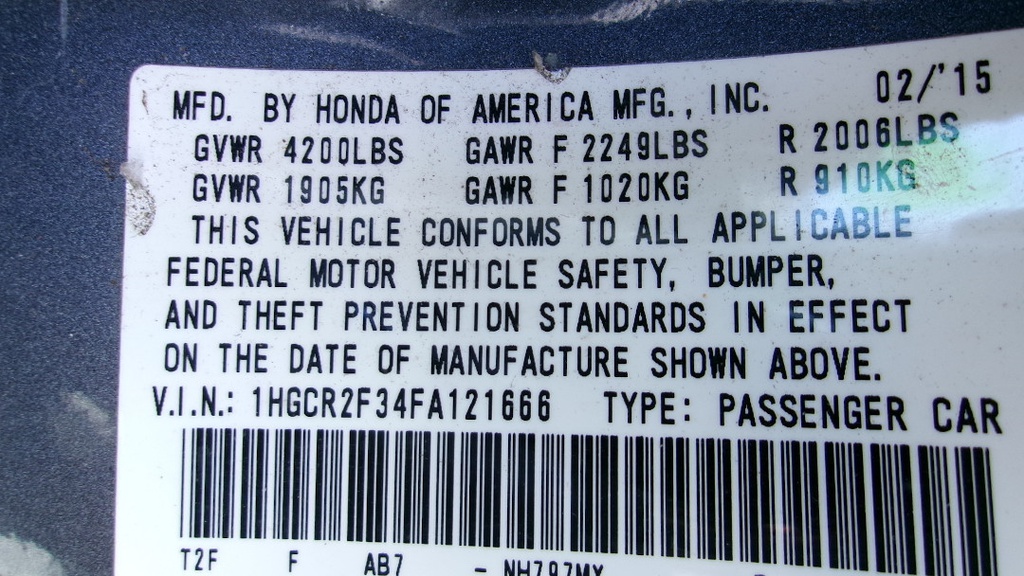 MFD. BY HONDA OF AMERICA MFG., INC. 02/'15
GVWR 4200LBS GAWR F 2249LBS R 2006LBS
GVWR 1905KG GAWR F 1020KG R 910KG
THIS VEHICLE CONFORMS TO ALL APPLICABLE
FEDERAL MOTOR VEHICLE SAFETY, BUMPER,
AND THEFT PREVENTION STANDARDS IN EFFECT
ON THE DATE OF MANUFACTURE SHOWN ABOVE.
V.I.N.: 1HGCR2F34FA121666 TYPE: PASSENGER CAR
T2F F AB7 - NH797MX